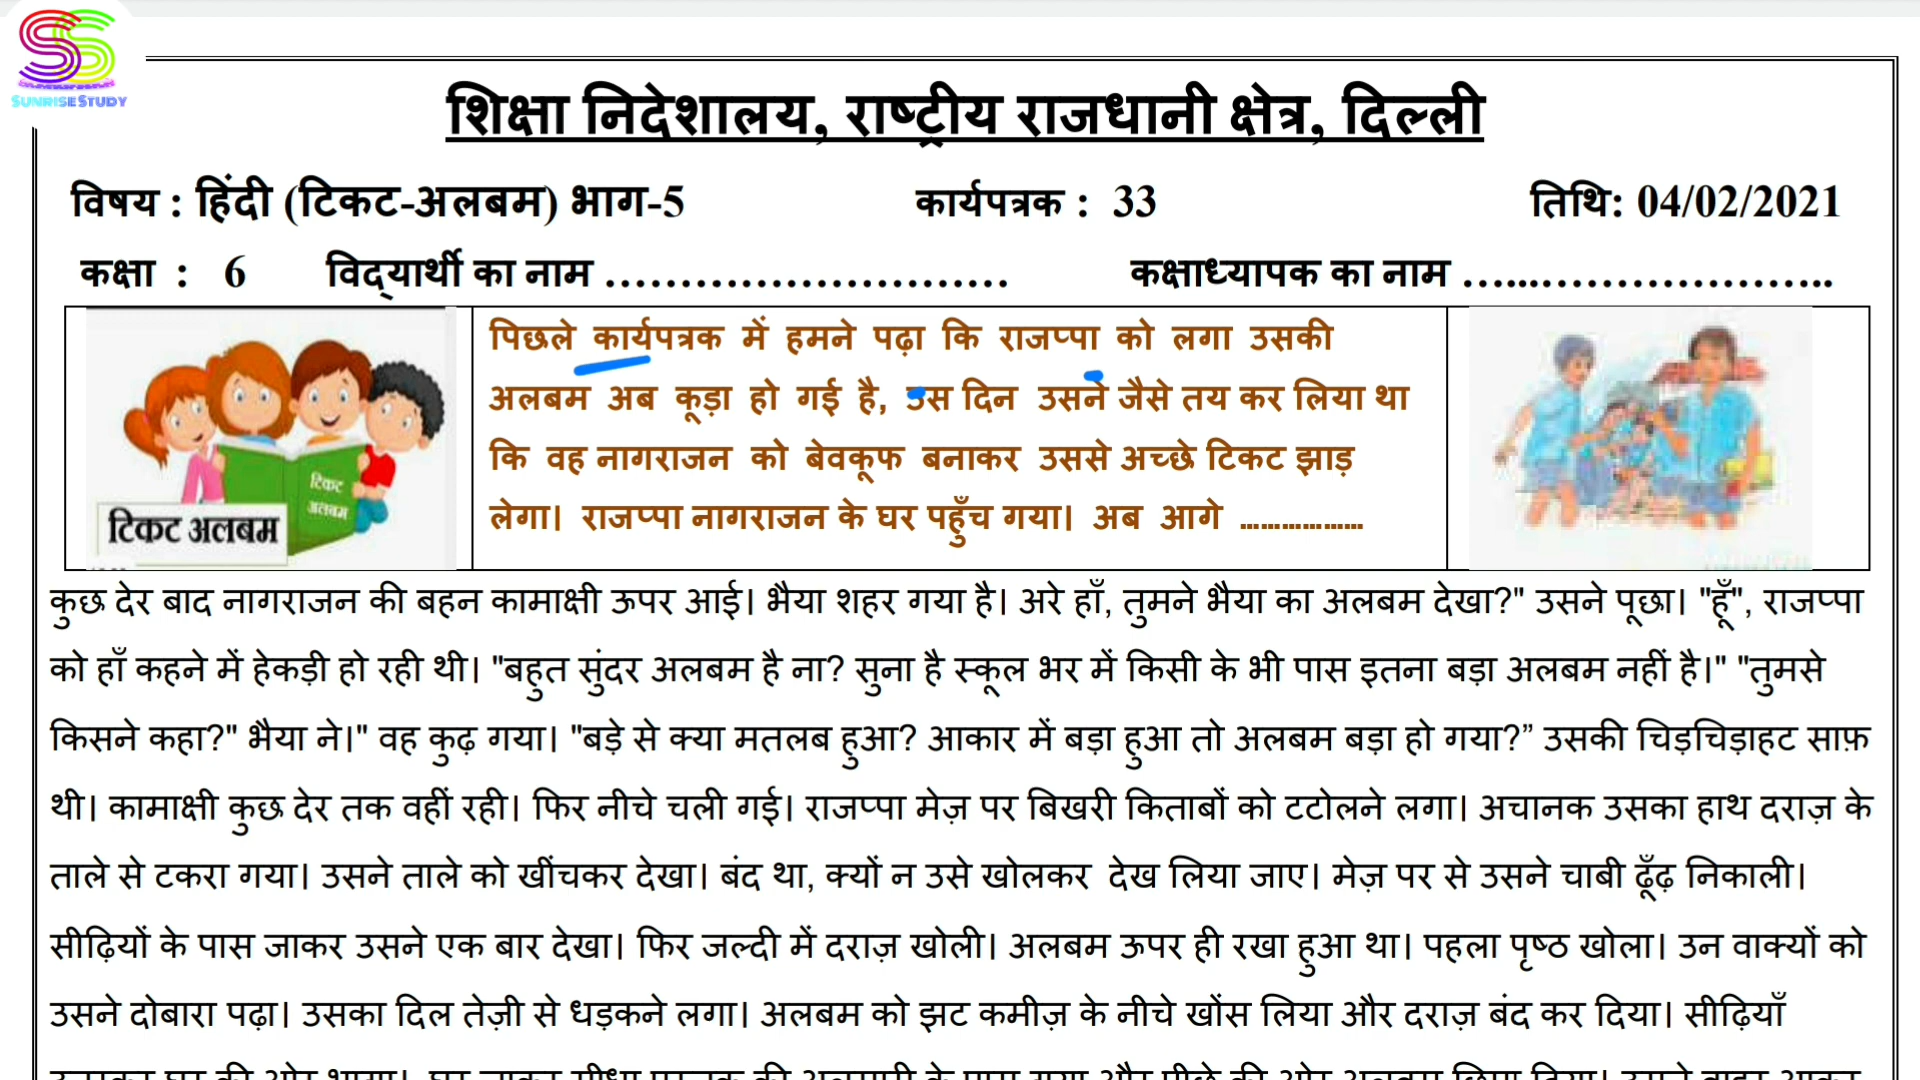 SUNRISESTUDY
शिक्षा निदेशालय, राष्ट्रीय राजधानी क्षेत्र, दिल्ली
विषय : हिंदी (टिकट-अलबम) भाग-5 कार्यपत्रक : 33 तिथि: 04/02/2021
कक्षा : 6 विद्यार्थी का नाम ………………………… कक्षाध्यापक का नाम …...………………..
पिछले कार्यपत्रक में हमने पढ़ा कि राजप्पा को लगा उसकी
अलबम अब कूड़ा हो गई है, उस दिन उसने जैसे तय कर लिया था
कि वह नागराजन को बेवकूफ बनाकर उससे अच्छे टिकट झाड़
लेगा। राजप्पा नागराजन के घर पहुँच गया। अब आगे ..................
टिकट
अलबम
टिकट अलबम
कुछ देर बाद नागराजन की बहन कामाक्षी ऊपर आई। भैया शहर गया है। अरे हाँ, तुमने भैया का अलबम देखा?" उसने पूछा। "हूँ", राजप्पा
को हाँ कहने में हेकड़ी हो रही थी। "बहुत सुंदर अलबम है ना? सुना है स्कूल भर में किसी के भी पास इतना बड़ा अलबम नहीं है।" "तुमसे
किसने कहा?" भैया ने।" वह कुढ़ गया। "बड़े से क्या मतलब हुआ? आकार में बड़ा हुआ तो अलबम बड़ा हो गया?” उसकी चिड़चिड़ाहट साफ़
थी। कामाक्षी कुछ देर तक वहीं रही। फिर नीचे चली गई। राजप्पा मेज़ पर बिखरी किताबों को टटोलने लगा। अचानक उसका हाथ दराज़ के
ताले से टकरा गया। उसने ताले को खींचकर देखा। बंद था, क्यों न उसे खोलकर देख लिया जाए। मेज़ पर से उसने चाबी ढूँढ़ निकाली।
सीढ़ियों के पास जाकर उसने एक बार देखा। फिर जल्दी में दराज़ खोली। अलबम ऊपर ही रखा हुआ था। पहला पृष्ठ खोला। उन वाक्यों को
उसने दोबारा पढ़ा। उसका दिल तेज़ी से धड़कने लगा। अलबम को झट कमीज़ के नीचे खोंस लिया और दराज़ बंद कर दिया। सीढ़ियाँ